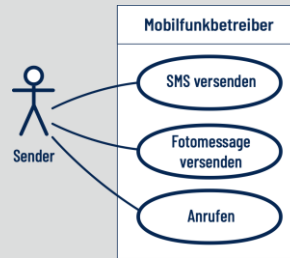 Mobilfunkbetreiber
SMS versenden
Sender
Fotomessage
versenden
Anrufen